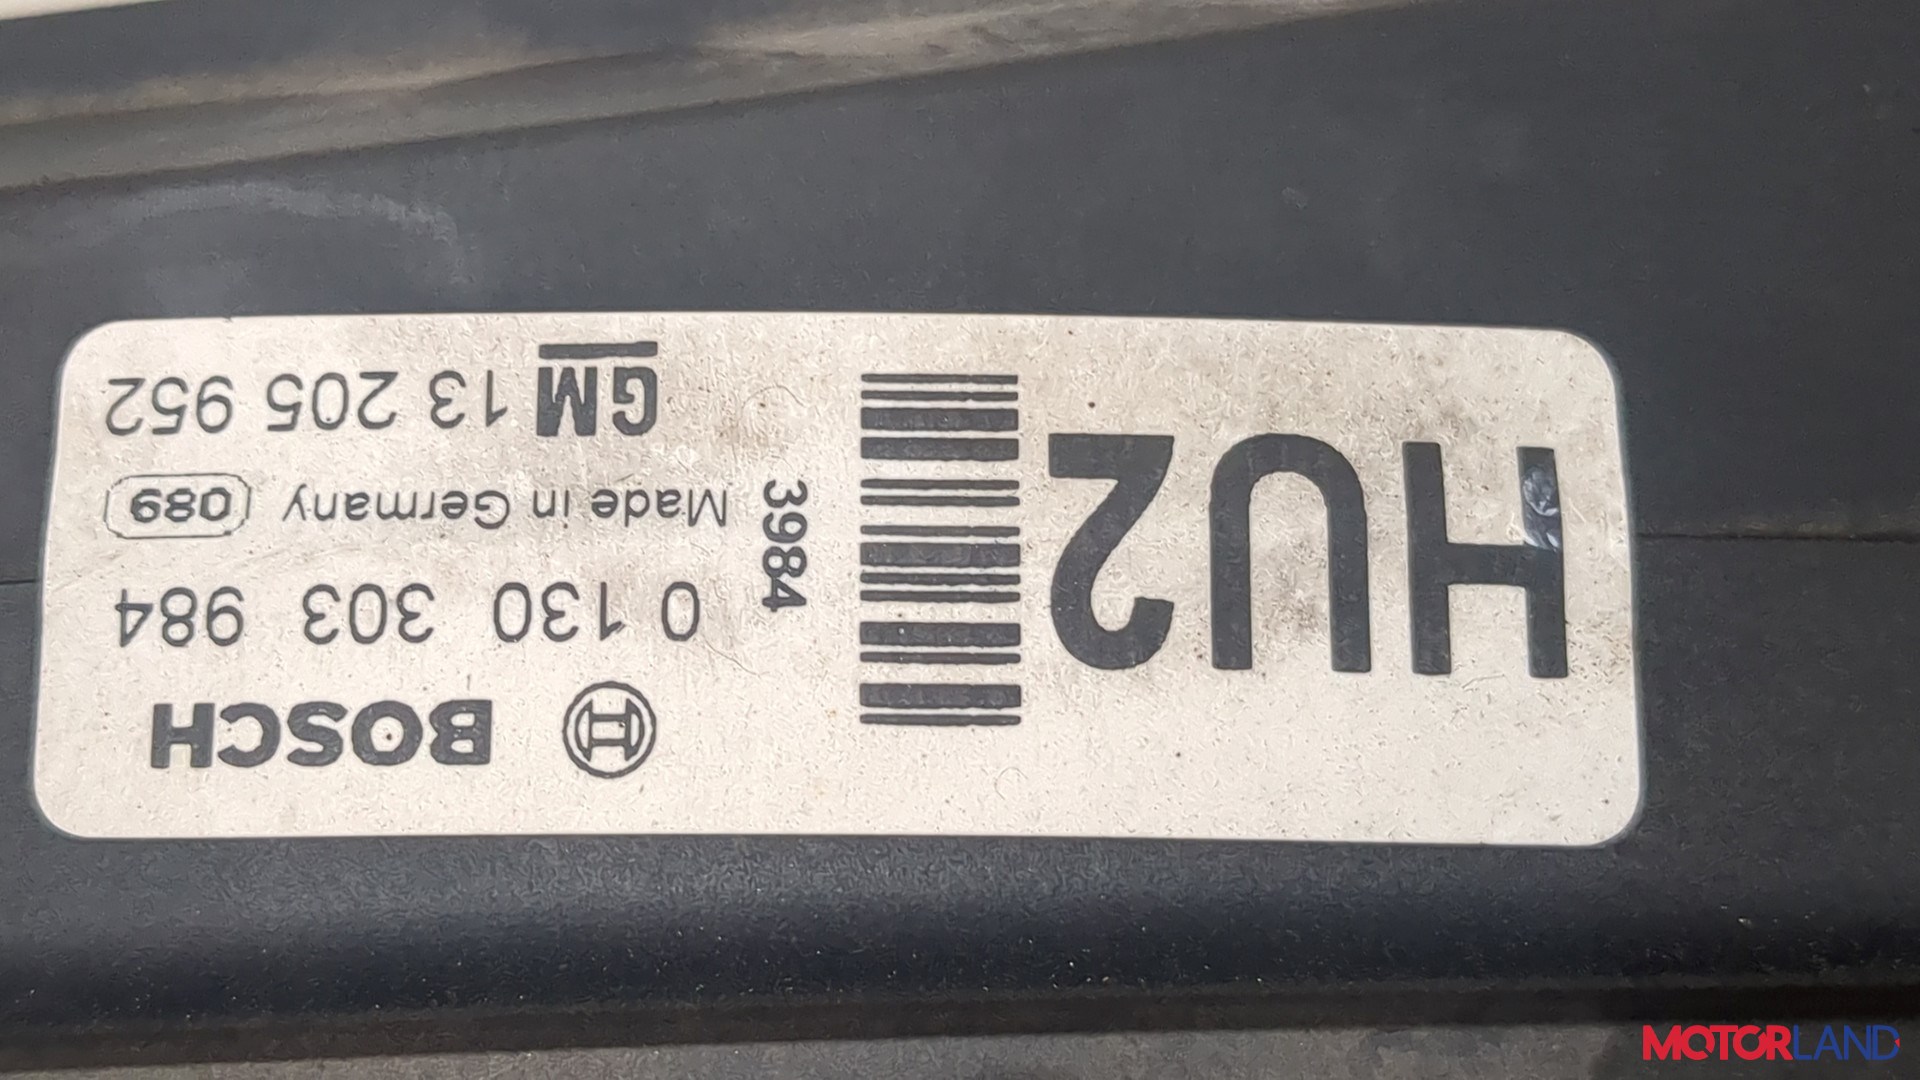 HU2
3984
BOSCH
0 130 303 984
Made in Germany 089
GM 13 205 952
MOTORLAND